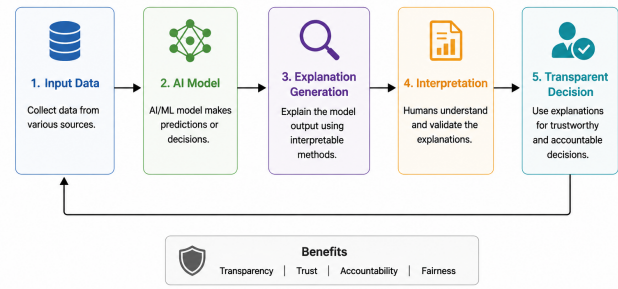 1. Input Data
Collect data from
various sources.
2. AI Model
AI/ML model makes
predictions or
decisions.
3. Explanation
Generation
Explain the model
output using
interpretable
methods.
4. Interpretation
Humans understand
and validate the
explanations.
5. Transparent
Decision
Use explanations
for trustworthy
and accountable
decisions.
Benefits
Transparency | Trust | Accountability | Fairness